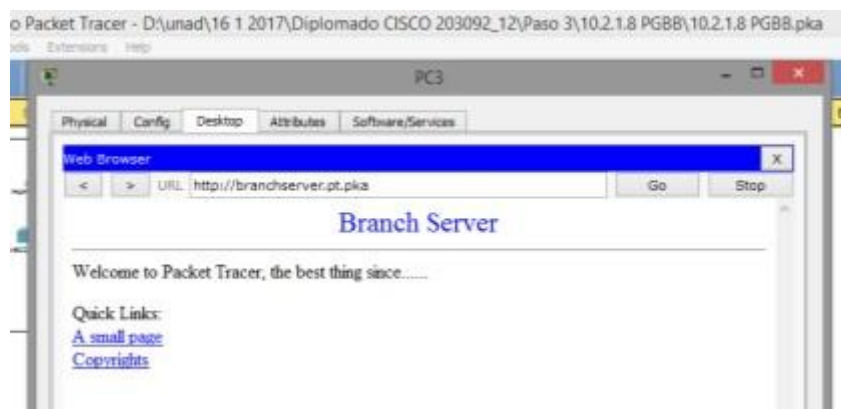 o Packet Tracer - D:\unad\16 1 2017\Diplomado CISCO 203092_12\Paso 3\10.2.1.8 PGBB\10.2.1.8 PGBB.pka
Extensions Help
PC3
Physical Config Desktop Attributes Software/Services
Web Browser X
< > URL http://branchserver.pt.pka Go Stop
Branch Server
Welcome to Packet Tracer, the best thing since......
Quick Links:
A small page
Copyrights